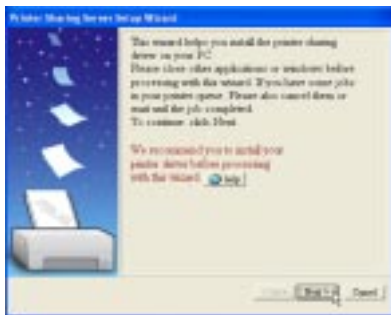 Printer Sharing Server Setup Wizard
This wizard helps you install the printer sharing
driver on your PC
Please close other applications or windows before
processing with this wizard. If you have some jobs
in your printer queue. Please also cancel them or
wait until the job completed.
To continue click Next
We recommend you to install your
printer driver before processing
with this wizard. Help
Next > Cancel